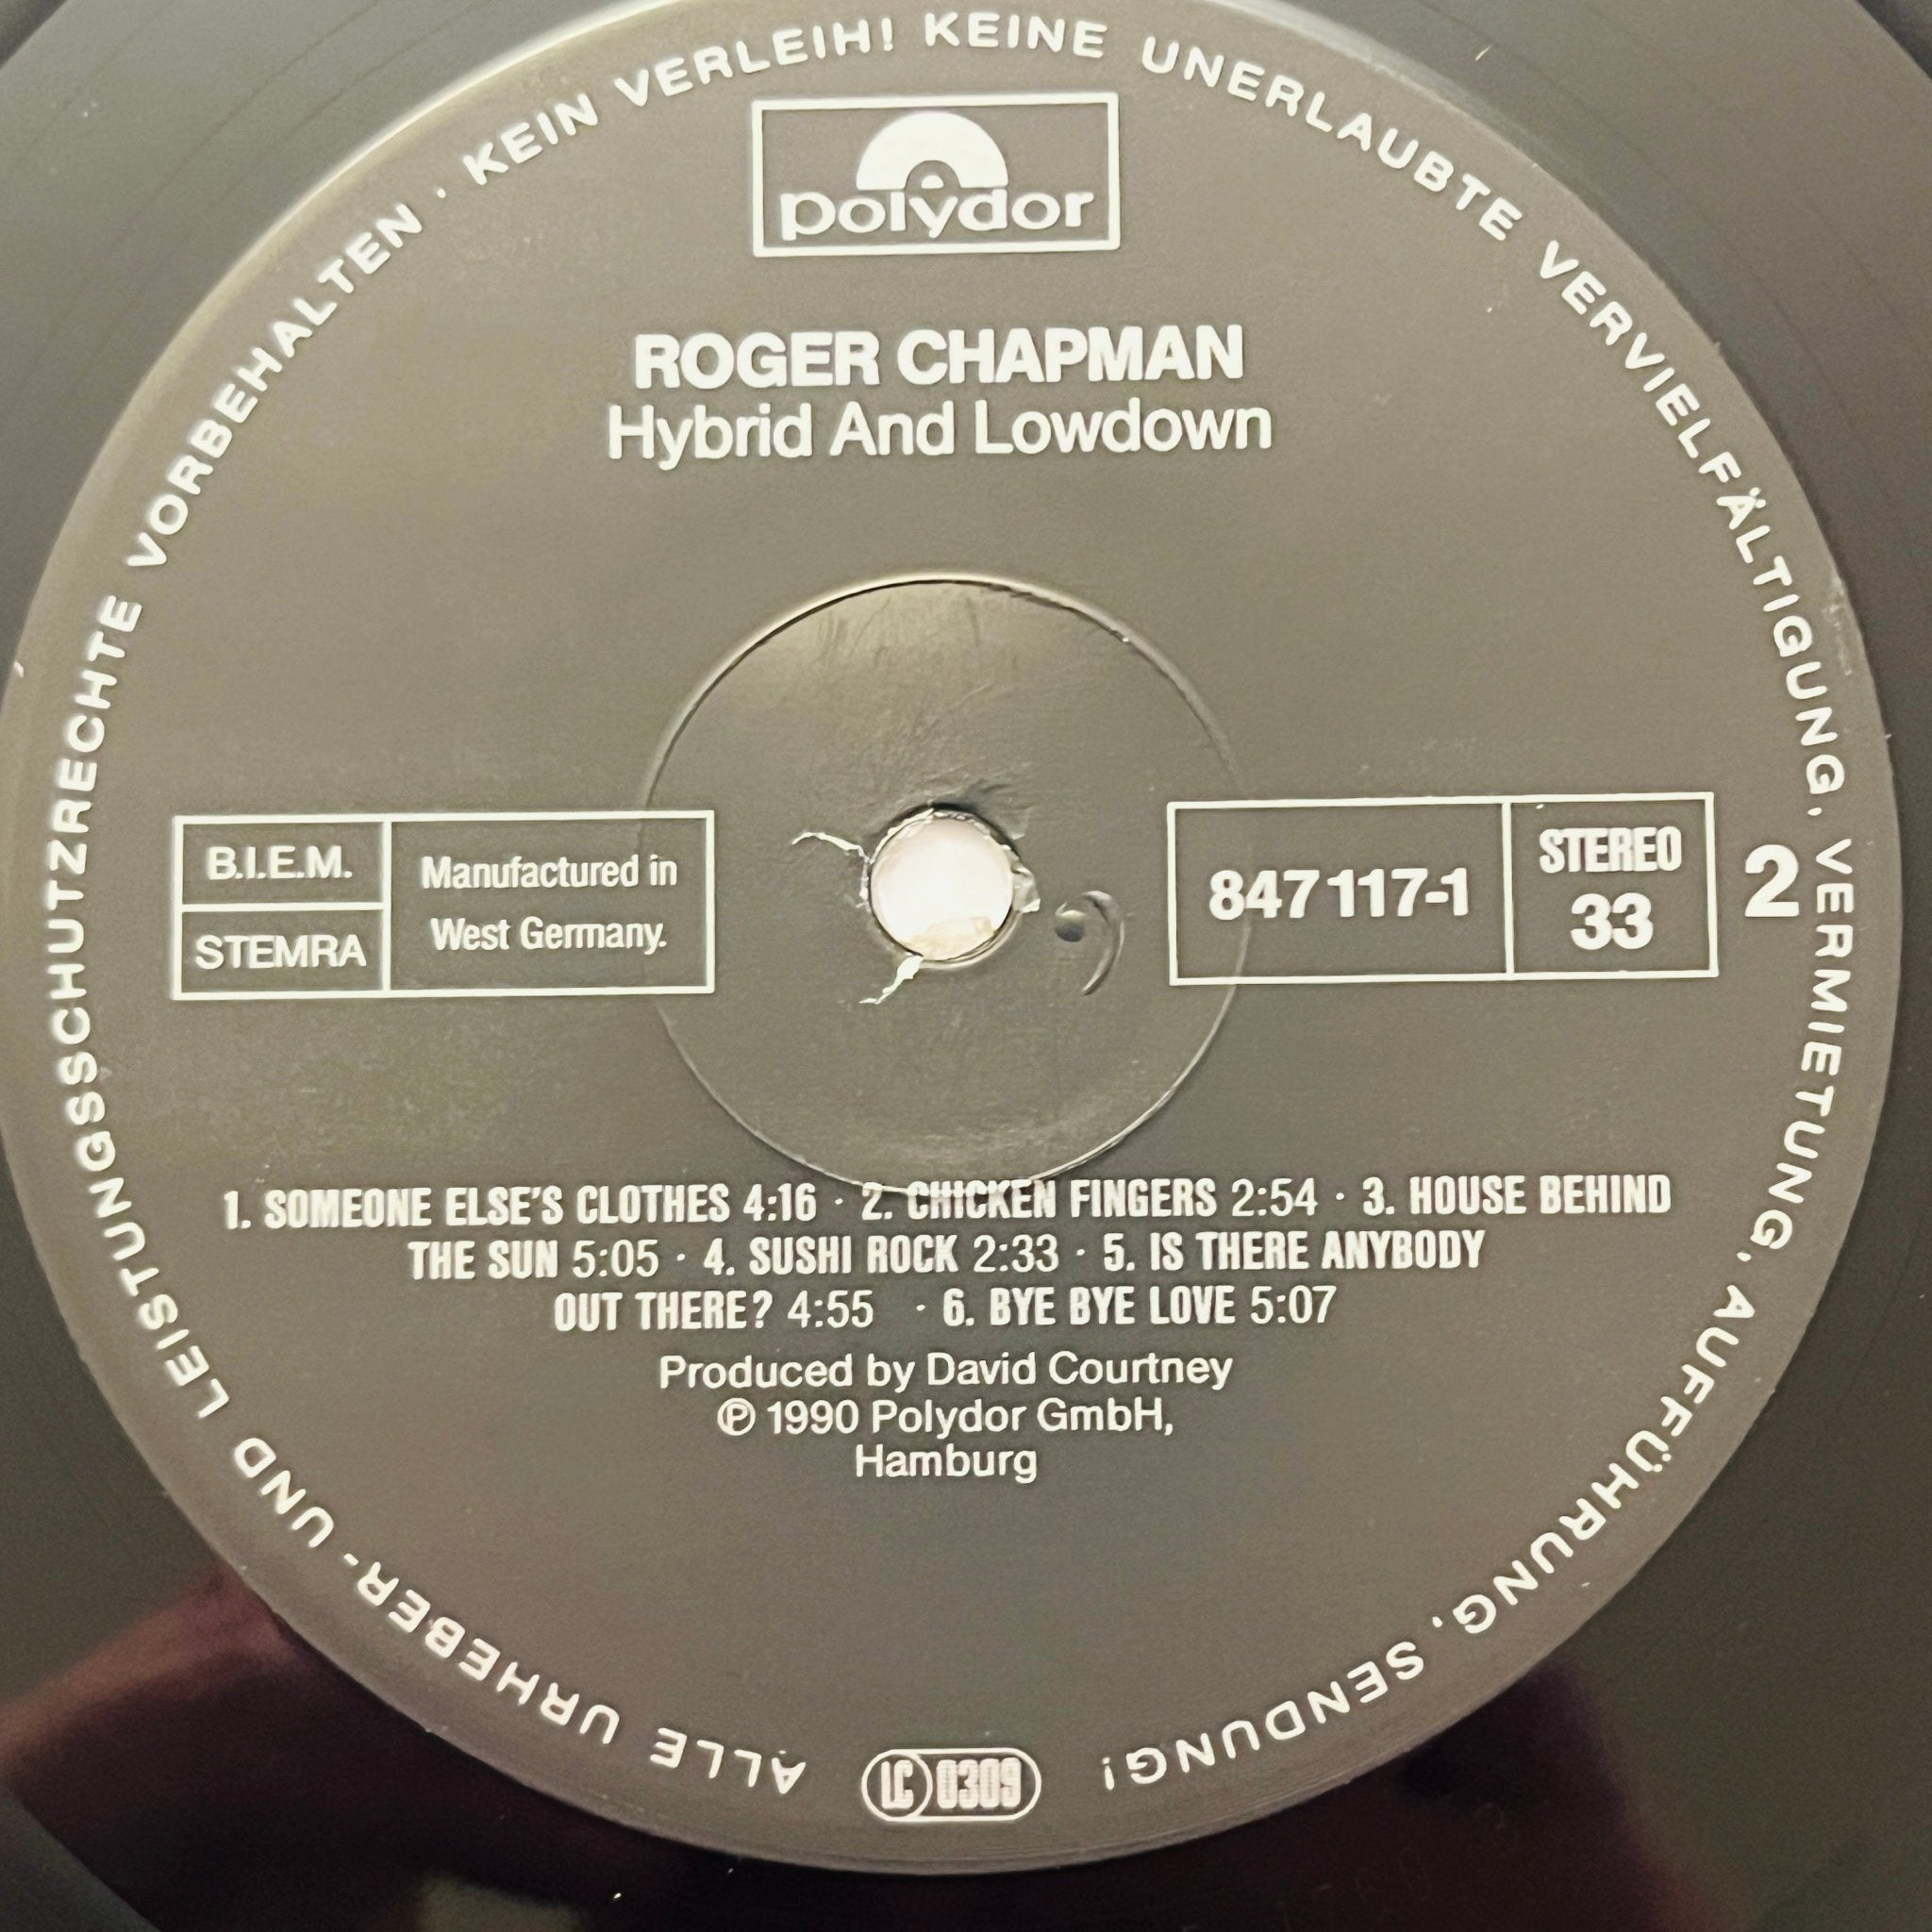 ALLE URHEBER- UND LEISTUNGSSCHUTZRECHTE VORBEHALTEN · KEIN VERLEIH! KEINE UNERLAUBTE VERVIELFÄLTIGUNG, VERMIETUNG, AUFFÜHRUNG, SENDUNG!
polydor
ROGER CHAPMAN
Hybrid And Lowdown
B.I.E.M.
STEMRA
Manufactured in
West Germany.
847 117-1
STEREO
33
2
1. SOMEONE ELSE'S CLOTHES 4:16 · 2. CHICKEN FINGERS 2:54 · 3. HOUSE BEHIND
THE SUN 5:05 · 4. SUSHI ROCK 2:33 · 5. IS THERE ANYBODY
OUT THERE? 4:55 · 6. BYE BYE LOVE 5:07
Produced by David Courtney
℗ 1990 Polydor GmbH,
Hamburg
LC 0309